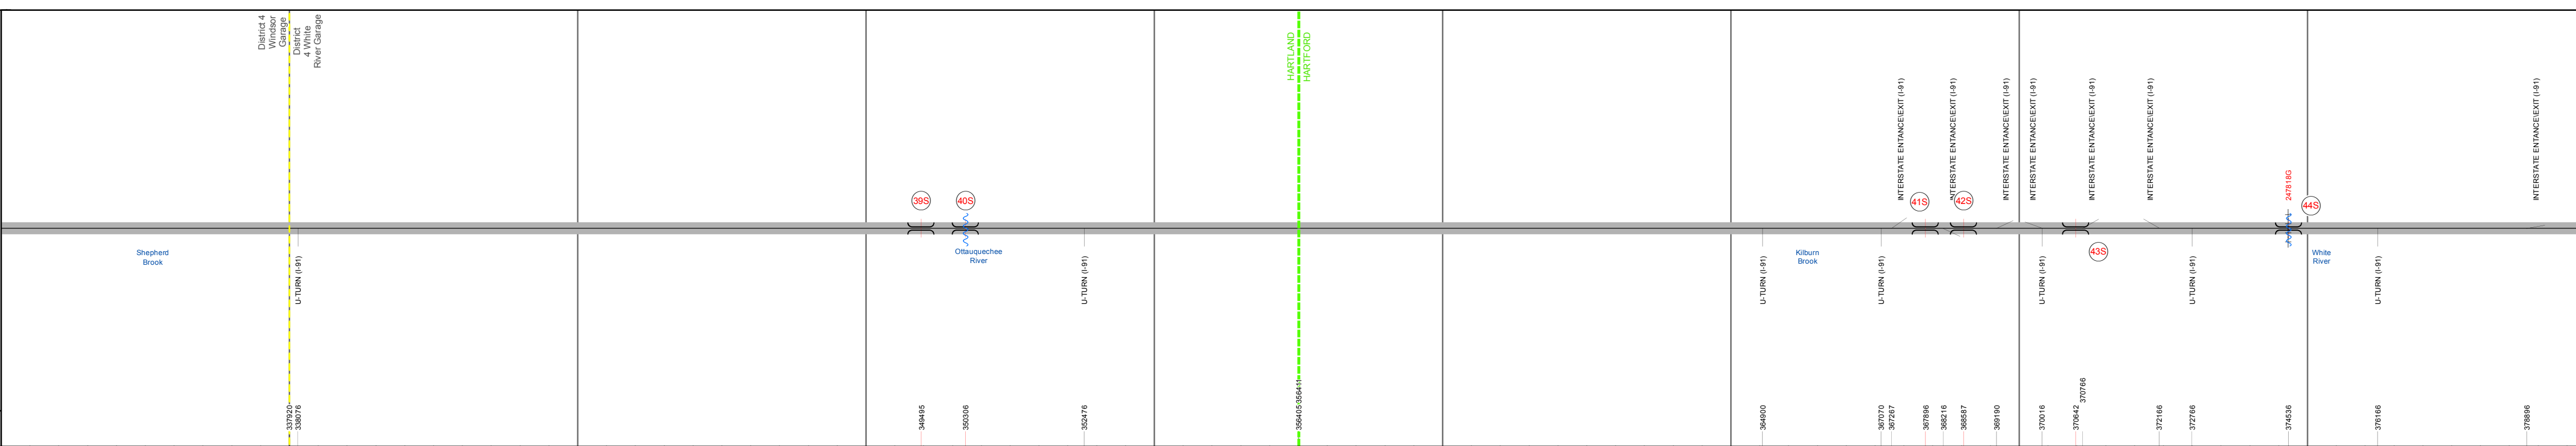 District 4
Windsor
Garage
District
4 White
River Garage
HARTLAND
HARTFORD
INTERSTATE ENTANCE\EXIT (I-91)
INTERSTATE ENTANCE\EXIT (I-91)
INTERSTATE ENTANCE\EXIT (I-91)
INTERSTATE ENTANCE\EXIT (I-91)
INTERSTATE ENTANCE\EXIT (I-91)
INTERSTATE ENTANCE\EXIT (I-91)
INTERSTATE ENTANCE\EXIT (I-91)
247818G
39S
40S
41S
42S
44S
43S
Shepherd
Brook
Ottauquechee
River
Kilburn
Brook
White
River
U-TURN (I-91)
U-TURN (I-91)
U-TURN (I-91)
U-TURN (I-91)
U-TURN (I-91)
U-TURN (I-91)
U-TURN (I-91)
337920
338076
349495
350306
352476
356405
356411
364900
367070
367267
367896
368216
368587
369190
370016
370642
370766
372166
372766
374536
376166
378896